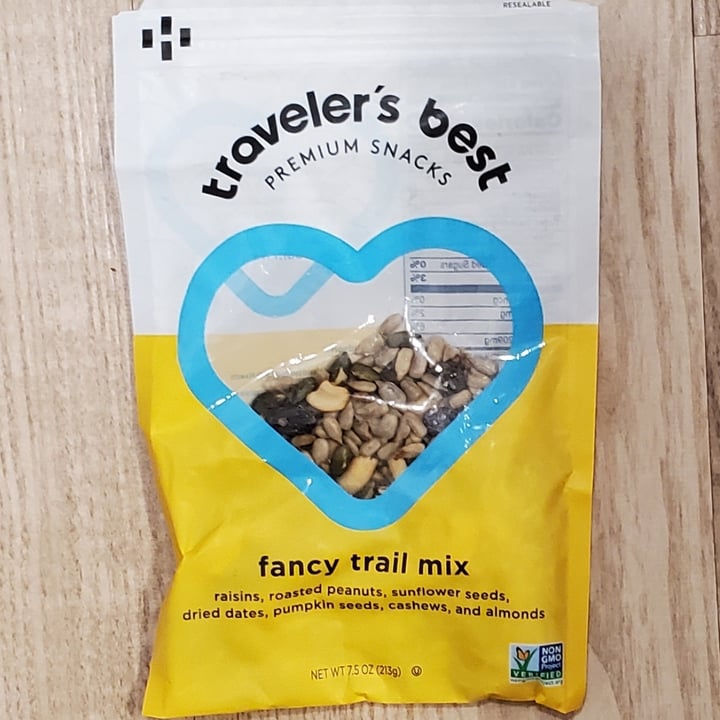 RESEALABLE
traveler's best
PREMIUM SNACKS
fancy trail mix
raisins, roasted peanuts, sunflower seeds,
dried dates, pumpkin seeds, cashews, and almonds
NET WT 7.5 OZ (213g) U
NON
GMO
Project
VERIFIED